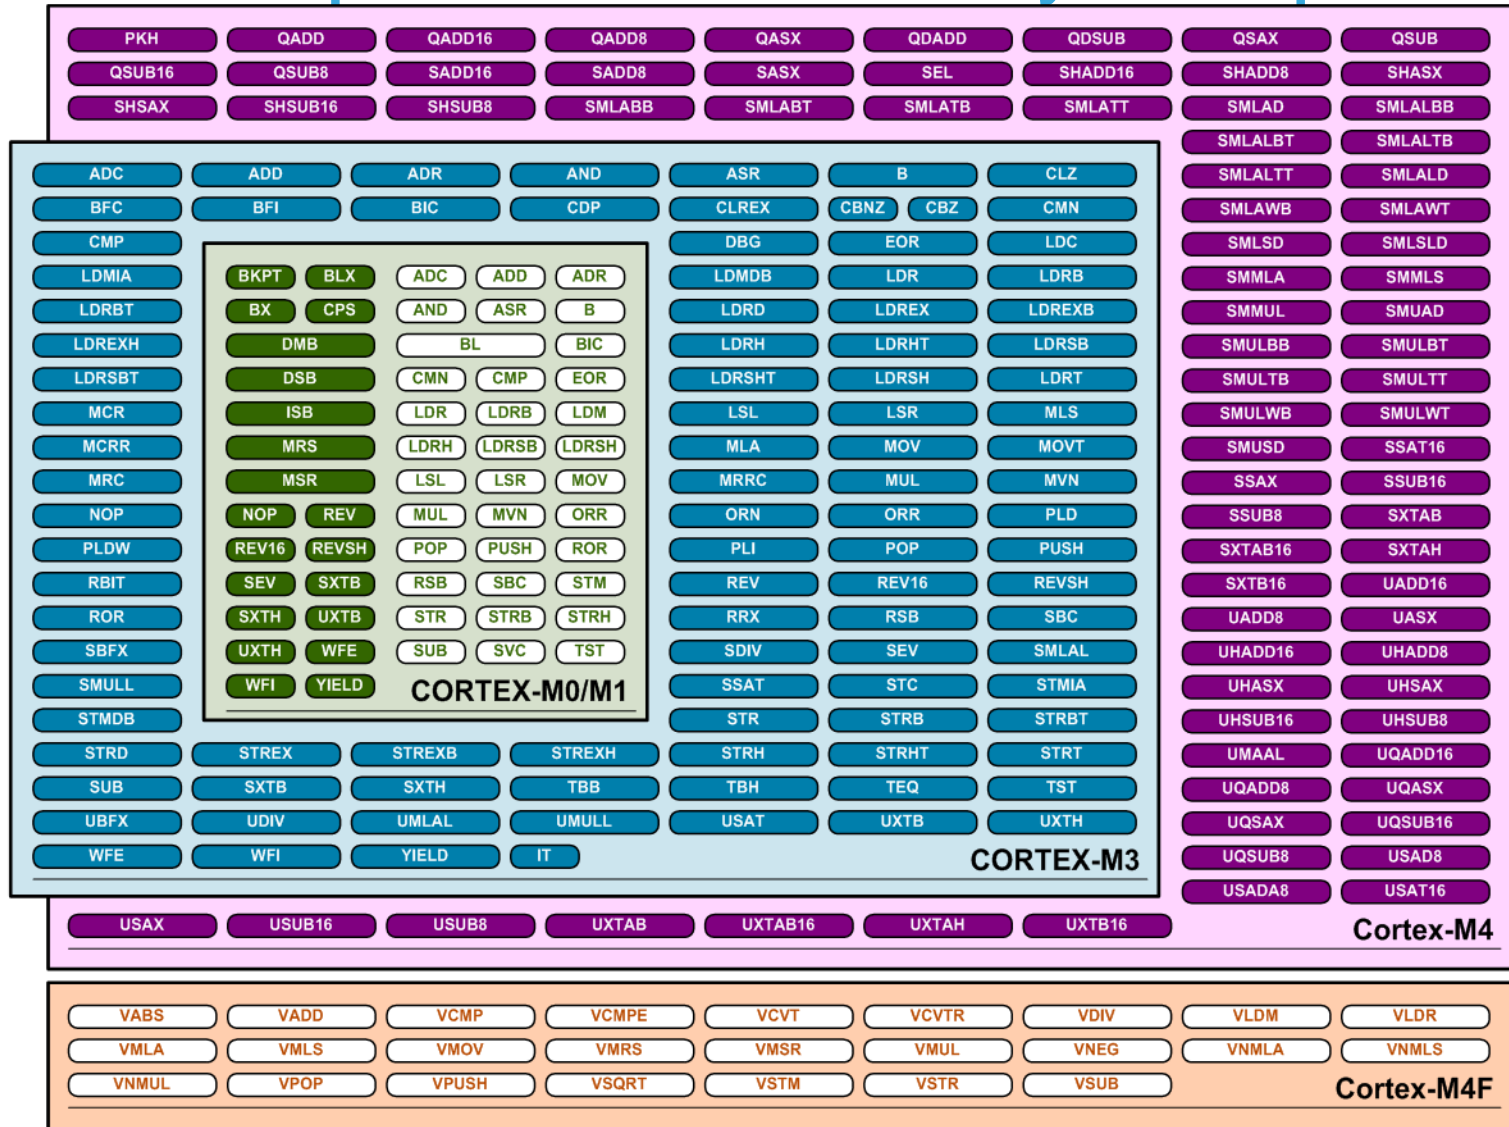 PKH QADD QADD16 QADD8 QASX QDADD QDSUB QSAX QSUB
QSUB16 QSUB8 SADD16 SADD8 SASX SEL SHADD16 SHADD8 SHASX
SHSAX SHSUB16 SHSUB8 SMLABB SMLABT SMLATB SMLATT SMLAD SMLALBB
SMLALBT SMLALTB
ADC ADD ADR AND ASR B CLZ SMLALTT SMLALD
BFC BFI BIC CDP CLREX CBNZ CBZ CMN SMLAWB SMLAWT
CMP DBG EOR LDC SMLSD SMLSLD
LDMIA BKPT BLX ADC ADD ADR LDMDB LDR LDRB SMMLA SMMLS
LDRBT BX CPS AND ASR B LDRD LDREX LDREXB SMMUL SMUAD
LDREXH DMB BL BIC LDRH LDRHT LDRSB SMULBB SMULBT
LDRSBT DSB CMN CMP EOR LDRSHT LDRSH LDRT SMULTB SMULTT
MCR ISB LDR LDRB LDM LSL LSR MLS SMULWB SMULWT
MCRR MRS LDRH LDRSB LDRSH MLA MOV MOVT SMUSD SSAT16
MRC MSR LSL LSR MOV MRRC MUL MVN SSAX SSUB16
NOP NOP REV MUL MVN ORR ORN ORR PLD SSUB8 SXTAB
PLDW REV16 REVSH POP PUSH ROR PLI POP PUSH SXTAB16 SXTAH
RBIT SEV SXTB RSB SBC STM REV REV16 REVSH SXTB16 UADD16
ROR SXTH UXTB STR STRB STRH RRX RSB SBC UADD8 UASX
SBFX UXTH WFE SUB SVC TST SDIV SEV SMLAL UHADD16 UHADD8
SMULL WFI YIELD CORTEX-M0/M1 SSAT STC STMIA UHASX UHSAX
STMDB STR STRB STRBT UHSUB16 UHSUB8
STRD STREX STREXB STREXH STRH STRHT STRT UMAAL UQADD16
SUB SXTB SXTH TBB TBH TEQ TST UQADD8 UQASX
UBFX UDIV UMLAL UMULL USAT UXTB UXTH UQSAX UQSUB16
WFE WFI YIELD IT CORTEX-M3 UQSUB8 USAD8
USADA8 USAT16
USAX USUB16 USUB8 UXTAB UXTAB16 UXTAH UXTB16 Cortex-M4
VABS VADD VCMP VCMPE VCVT VCVTR VDIV VLDM VLDR
VMLA VMLS VMOV VMRS VMSR VMUL VNEG VNMLA VNMLS
VNMUL VPOP VPUSH VSQRT VSTM VSTR VSUB Cortex-M4F